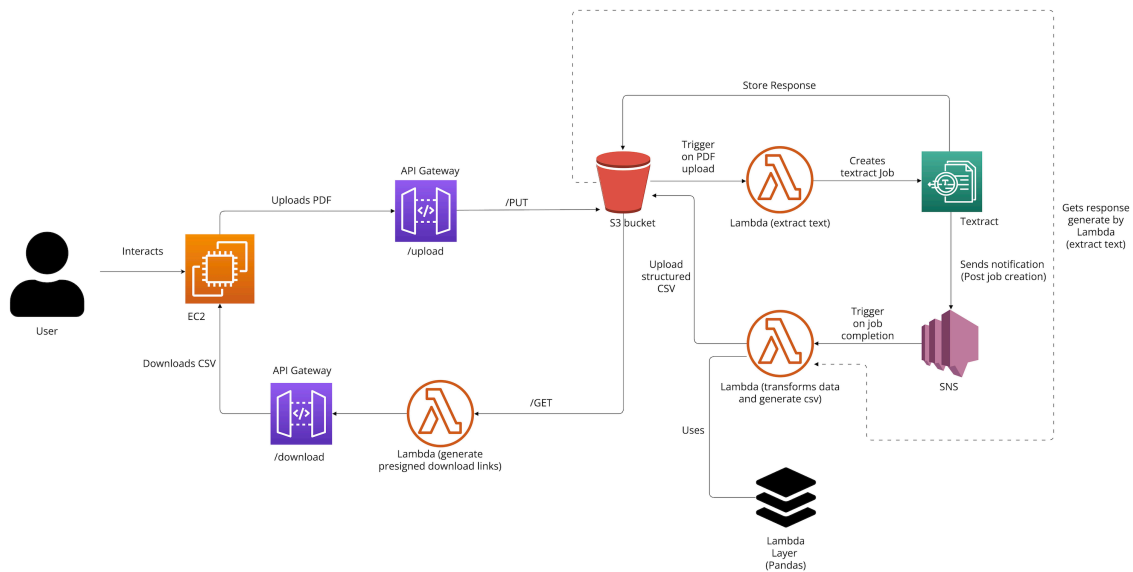 Store Response
Trigger
on PDF
upload
Creates
textract Job
API Gateway
Uploads PDF
/PUT
S3 bucket
Lambda (extract text)
Textract
Gets response
generate by
Lambda
(extract text)
/upload
Interacts
Upload
structured
CSV
Sends notification
(Post job creation)
EC2
User
Trigger
on job
completion
Downloads CSV
API Gateway
Lambda (transforms data
and generate csv)
SNS
/GET
Uses
/download
Lambda (generate
presigned download links)
Lambda
Layer
(Pandas)